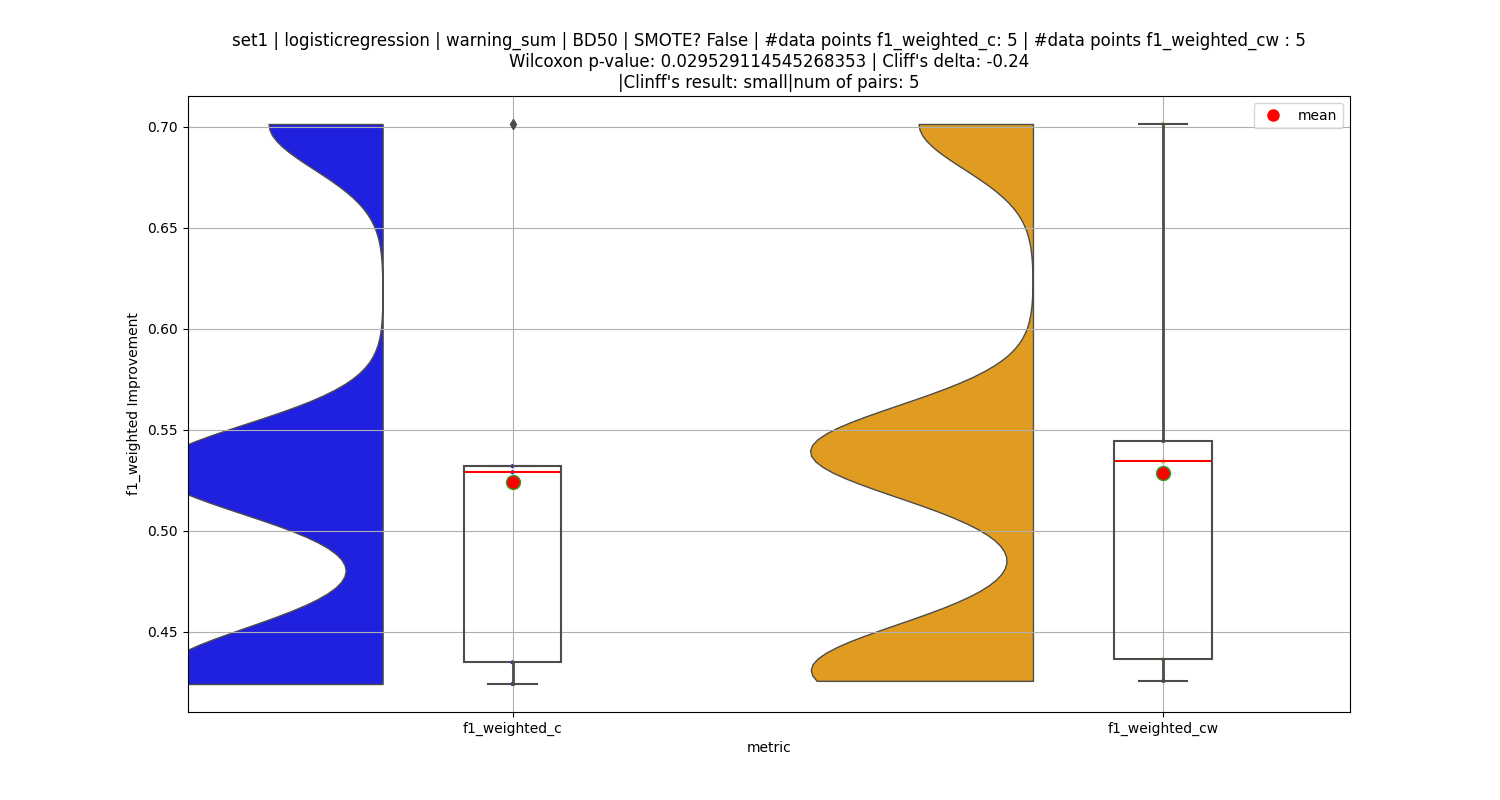 set1 | logisticregression | warning_sum | BD50 | SMOTE? False | #data points f1_weighted_c: 5 | #data points f1_weighted_cw : 5
Wilcoxon p-value: 0.029529114545268353 | Cliff's delta: -0.24
|Clinff's result: small|num of pairs: 5
mean
0.70
0.65
0.60
0.55
0.50
0.45
f1_weighted Improvement
f1_weighted_c
f1_weighted_cw
metric